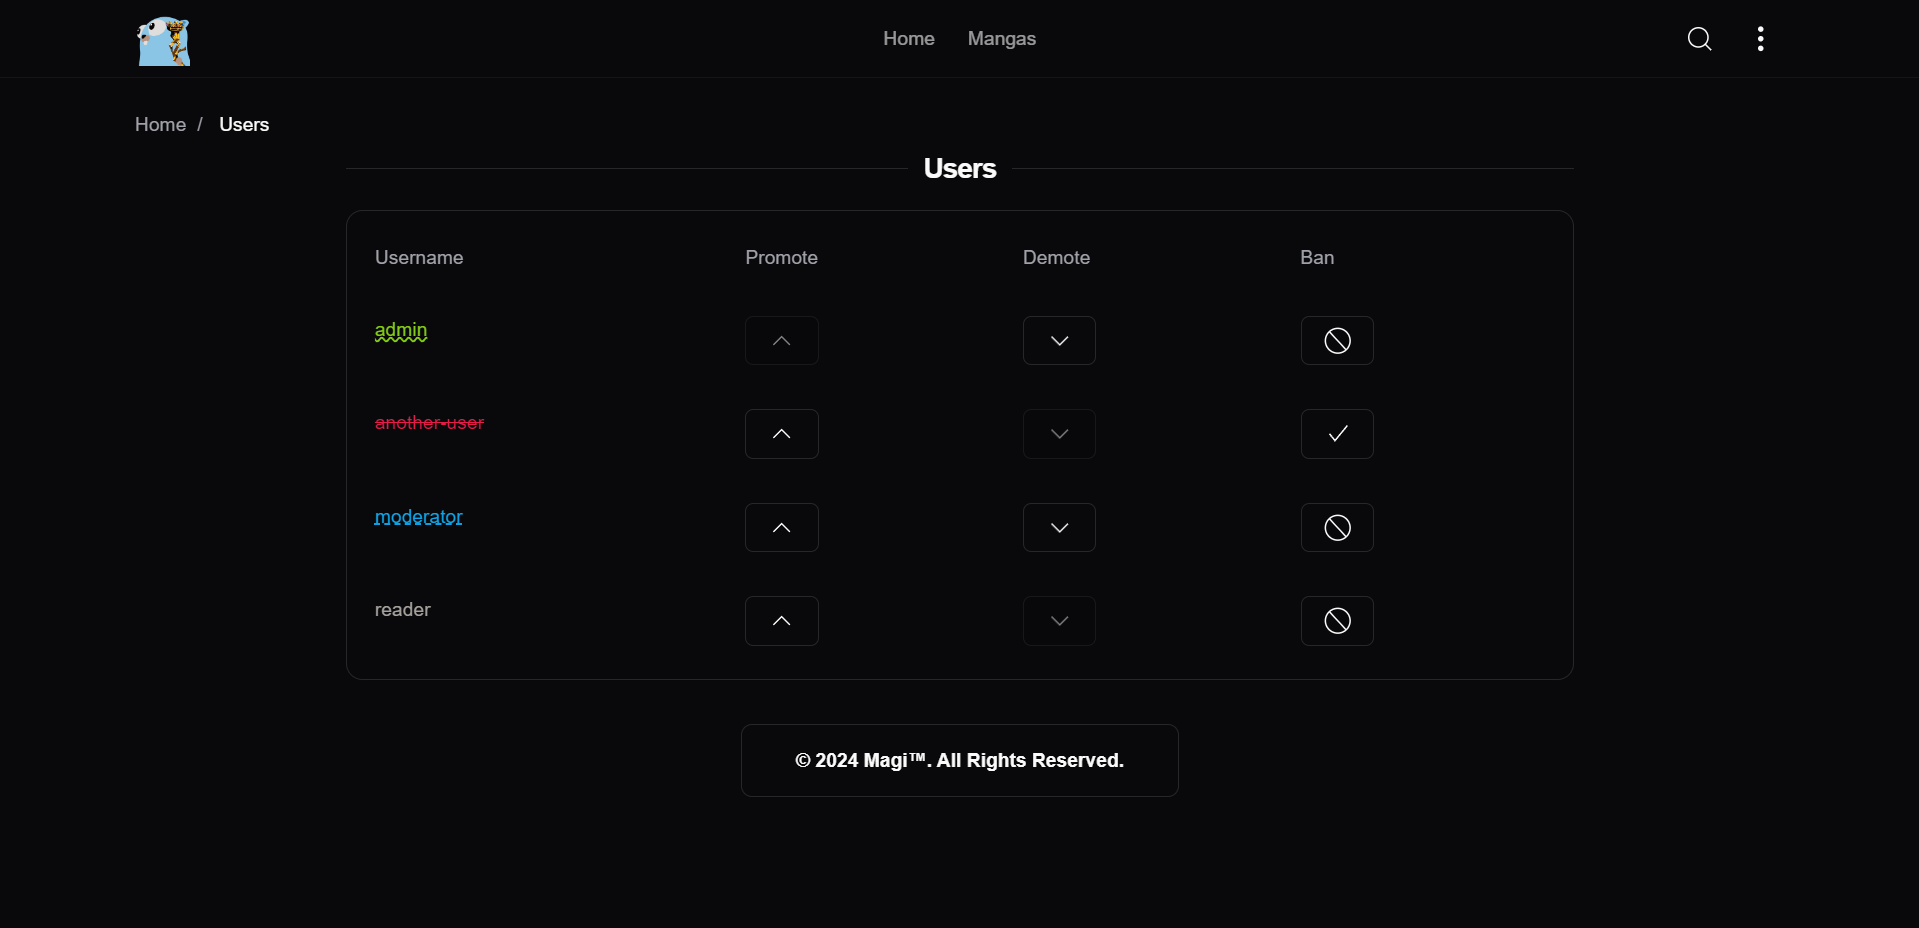 Home Mangas
Home / Users
Users
Username Promote Demote Ban
admin
another-user
moderator
reader
© 2024 Magi™. All Rights Reserved.